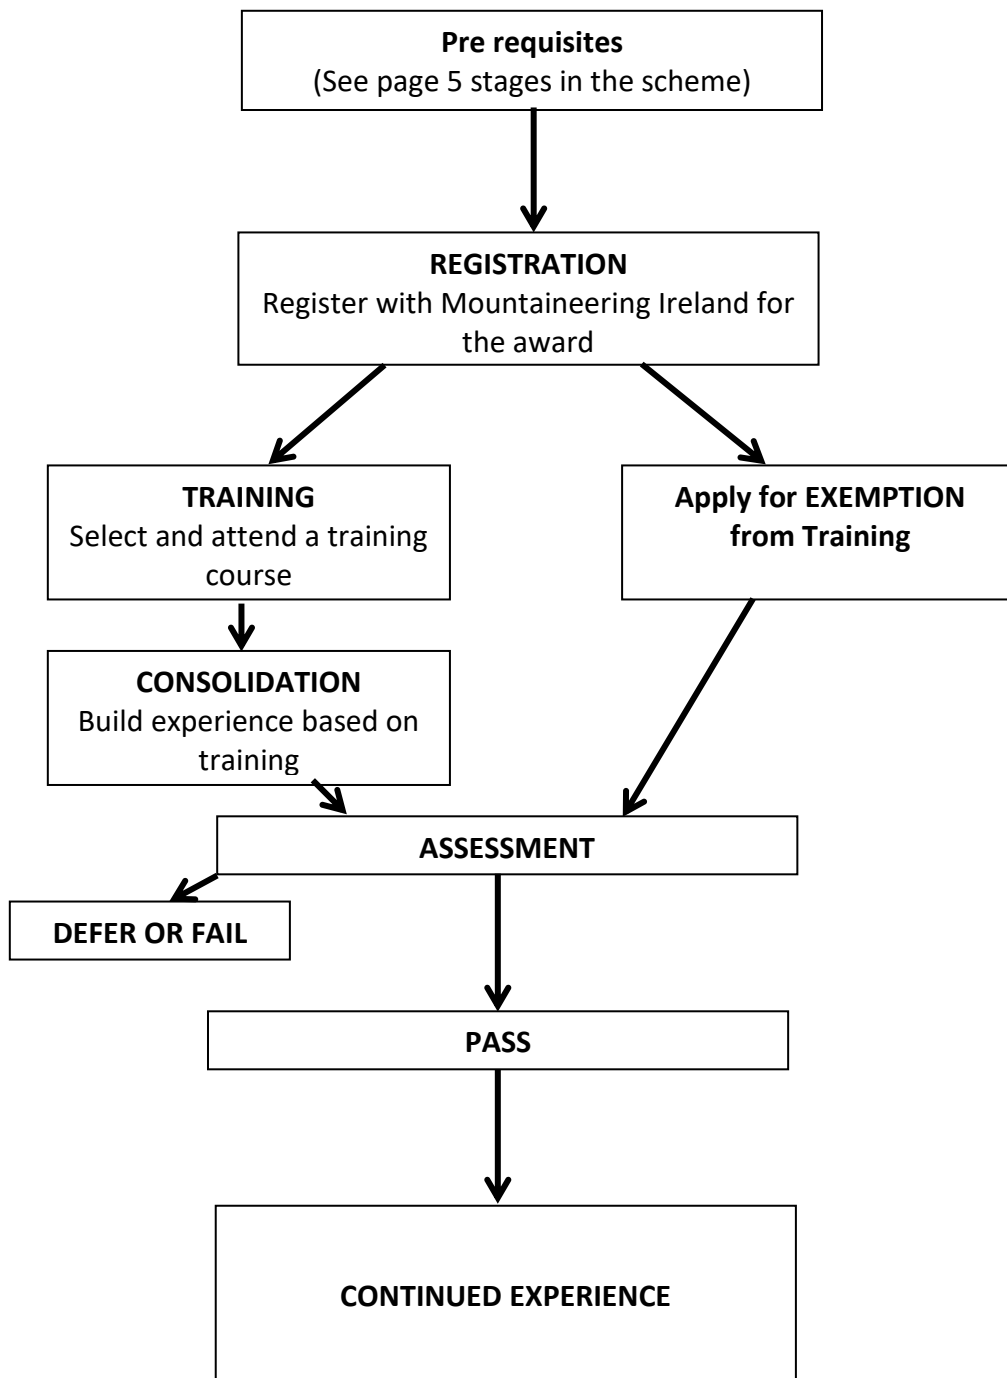 Pre requisites
(See page 5 stages in the scheme)
REGISTRATION
Register with Mountaineering Ireland for
the award
TRAINING
Select and attend a training
course
Apply for EXEMPTION
from Training
CONSOLIDATION
Build experience based on
training
ASSESSMENT
DEFER OR FAIL
PASS
CONTINUED EXPERIENCE